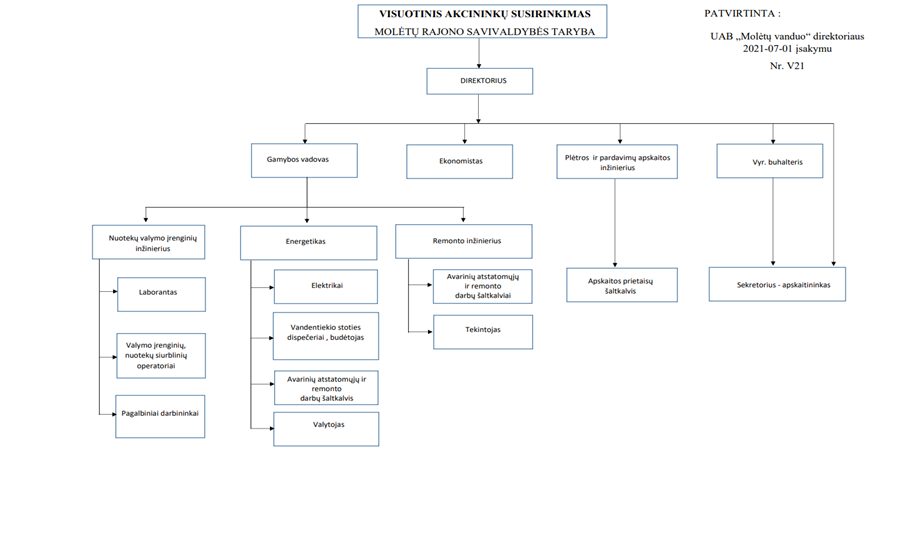 VISUOTINIS AKCININKŲ SUSIRINKIMAS
MOLĖTŲ RAJONO SAVIVALDYBĖS TARYBA
PATVIRTINTA :
UAB „Molėtų vanduo" direktoriaus
2021-07-01 įsakymu
Nr. V21
DIREKTORIUS
Gamybos vadovas
Ekonomistas
Plėtros ir pardavimų apskaitos
inžinierius
Vyr. buhalteris
Nuotekų valymo įrenginių
inžinierius
Energetikas
Remonto inžinierius
Laborantas
Elektrikai
Avarinių atstatomųjų
ir remonto
darbų šaltkalviai
Apskaitos prietaisų
šaltkalvis
Sekretorius - apskaitininkas
Valymo įrenginių,
nuotekų siurblinių
operatoriai
Vandentiekio stoties
dispečeriai , budėtojas
Tekintojas
Pagalbiniai darbininkai
Avarinių atstatomųjų ir
remonto
darbų šaltkalvis
Valytojas